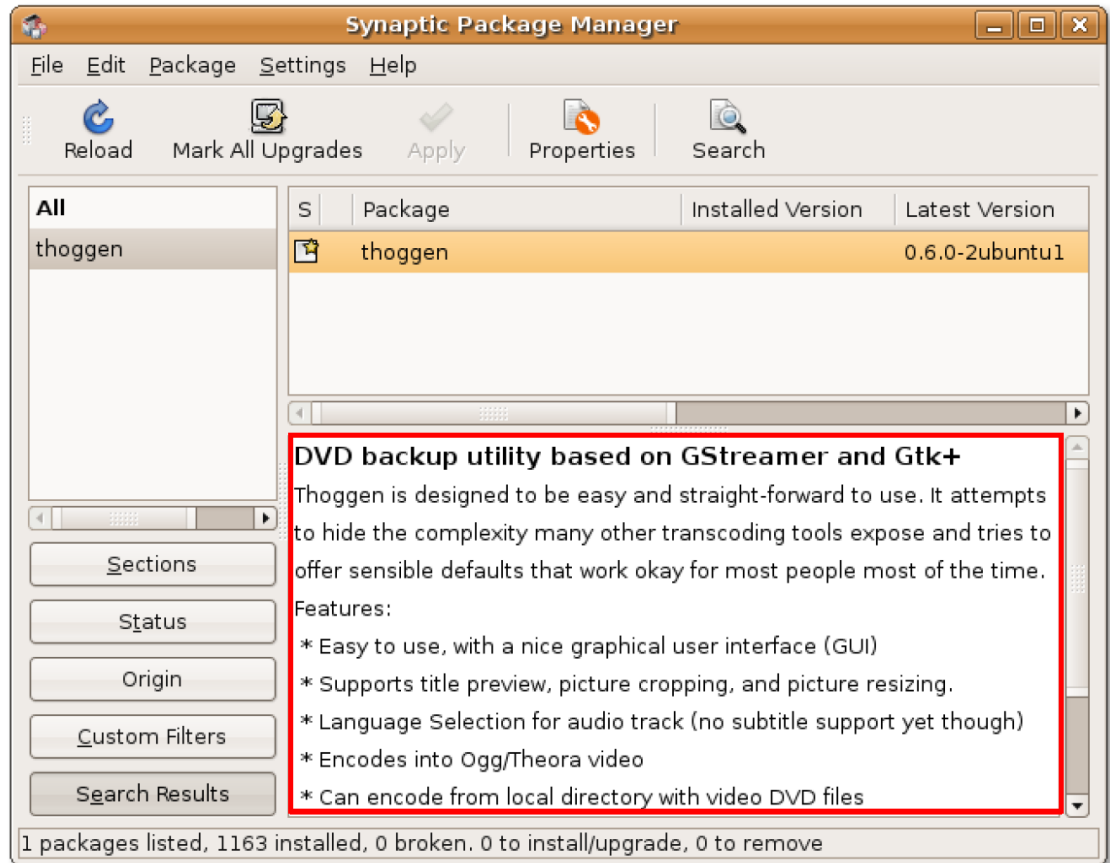 Synaptic Package Manager
File Edit Package Settings Help
Reload Mark All Upgrades Apply Properties Search
All
thoggen
S Package Installed Version Latest Version
thoggen 0.6.0-2ubuntu1
DVD backup utility based on GStreamer and Gtk+
Thoggen is designed to be easy and straight-forward to use. It attempts
to hide the complexity many other transcoding tools expose and tries to
offer sensible defaults that work okay for most people most of the time.
Features:
* Easy to use, with a nice graphical user interface (GUI)
* Supports title preview, picture cropping, and picture resizing.
* Language Selection for audio track (no subtitle support yet though)
* Encodes into Ogg/Theora video
* Can encode from local directory with video DVD files
Sections
Status
Origin
Custom Filters
Search Results
1 packages listed, 1163 installed, 0 broken. 0 to install/upgrade, 0 to remove